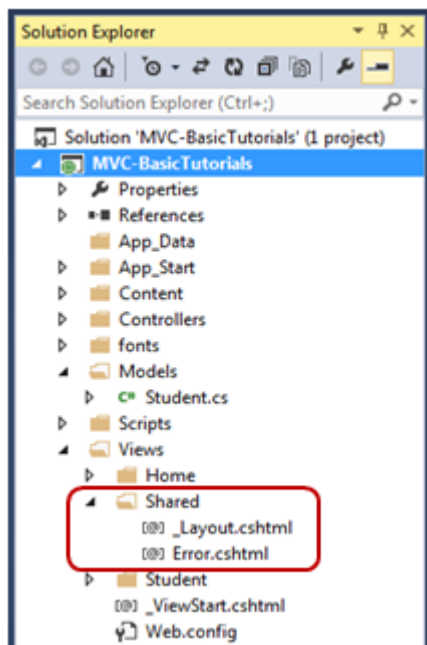 Solution Explorer
Search Solution Explorer (Ctrl+;)
Solution 'MVC-BasicTutorials' (1 project)
MVC-BasicTutorials
Properties
References
App_Data
App_Start
Content
Controllers
fonts
Models
C# Student.cs
Scripts
Views
Home
Shared
[@] _Layout.cshtml
[@] Error.cshtml
Student
[@] _ViewStart.cshtml
Web.config